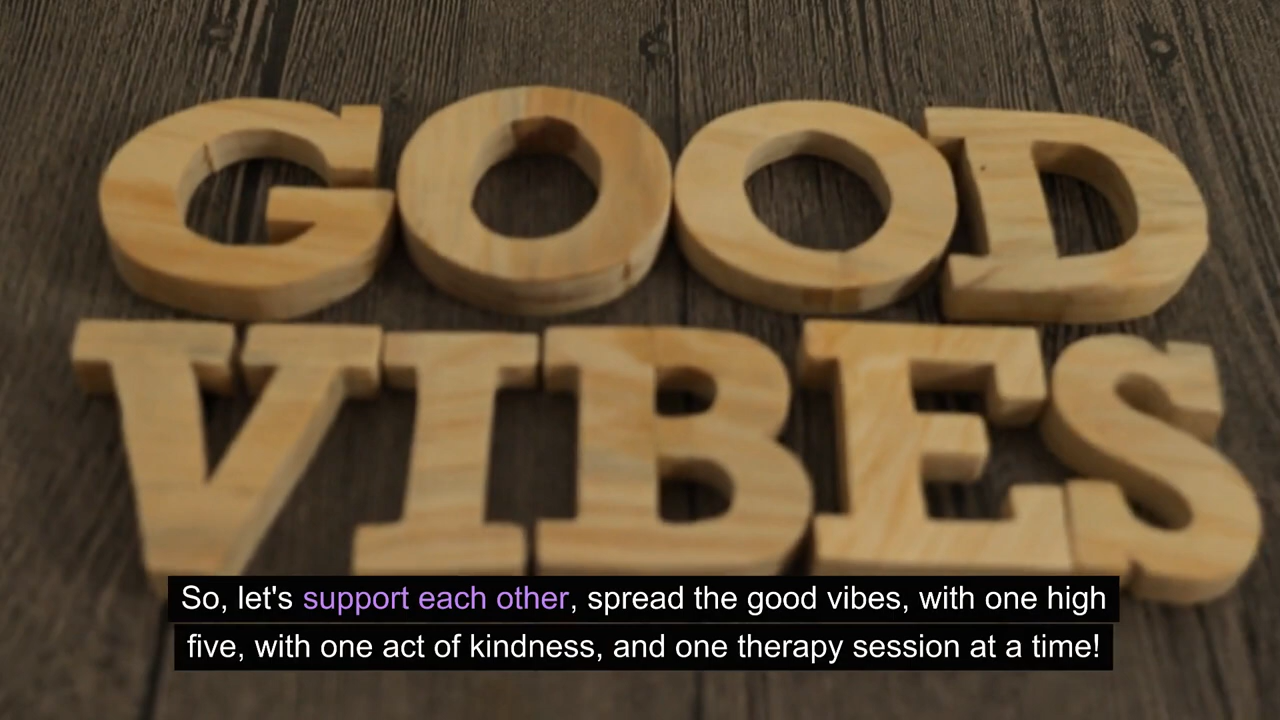 GOOD
VIBES
So, let's support each other, spread the good vibes, with one high
five, with one act of kindness, and one therapy session at a time!